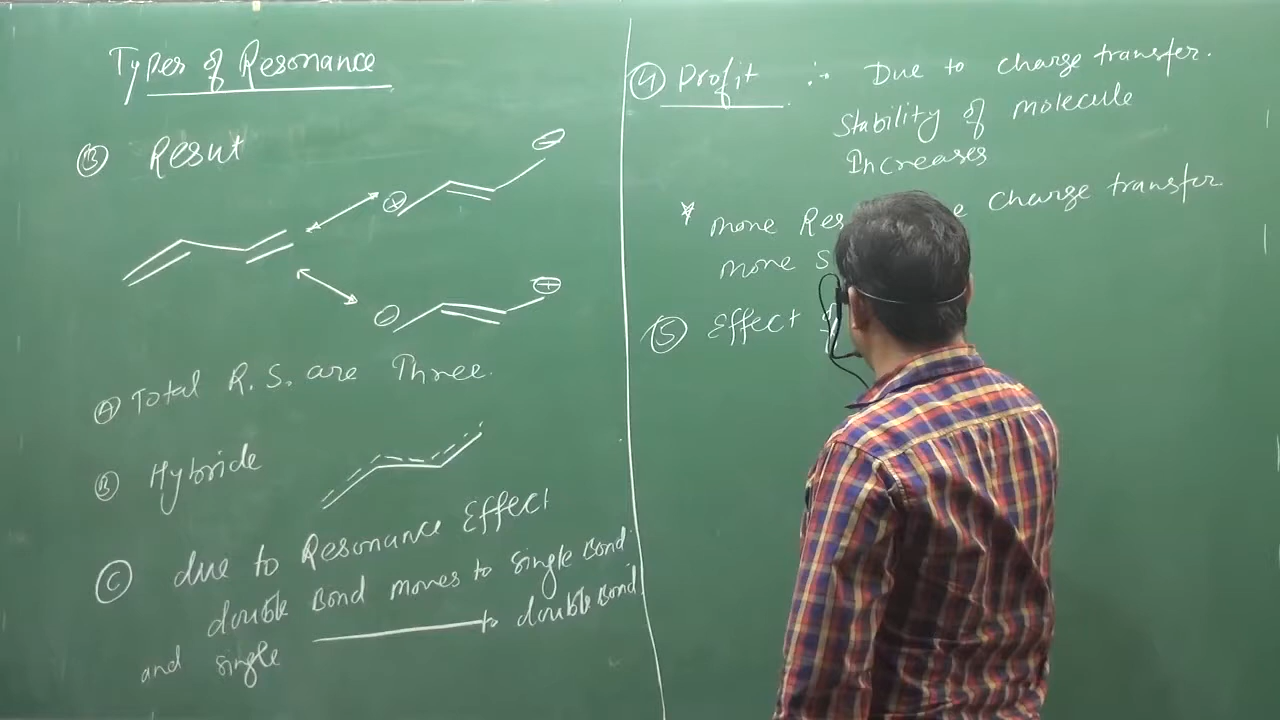 Types of Resonance
③ Resut
⊕ ⊖
⊖ ⊕
Ⓐ Total R. S. are Three.
Ⓑ Hybride
Ⓒ due to Resonance Effect
double Bond moves to single Bond.
and single ——— to double Bond
④ Profit :- Due to charge transfer.
Stability of molecule
Increases
* more charge transfer
more
⑤ Effect